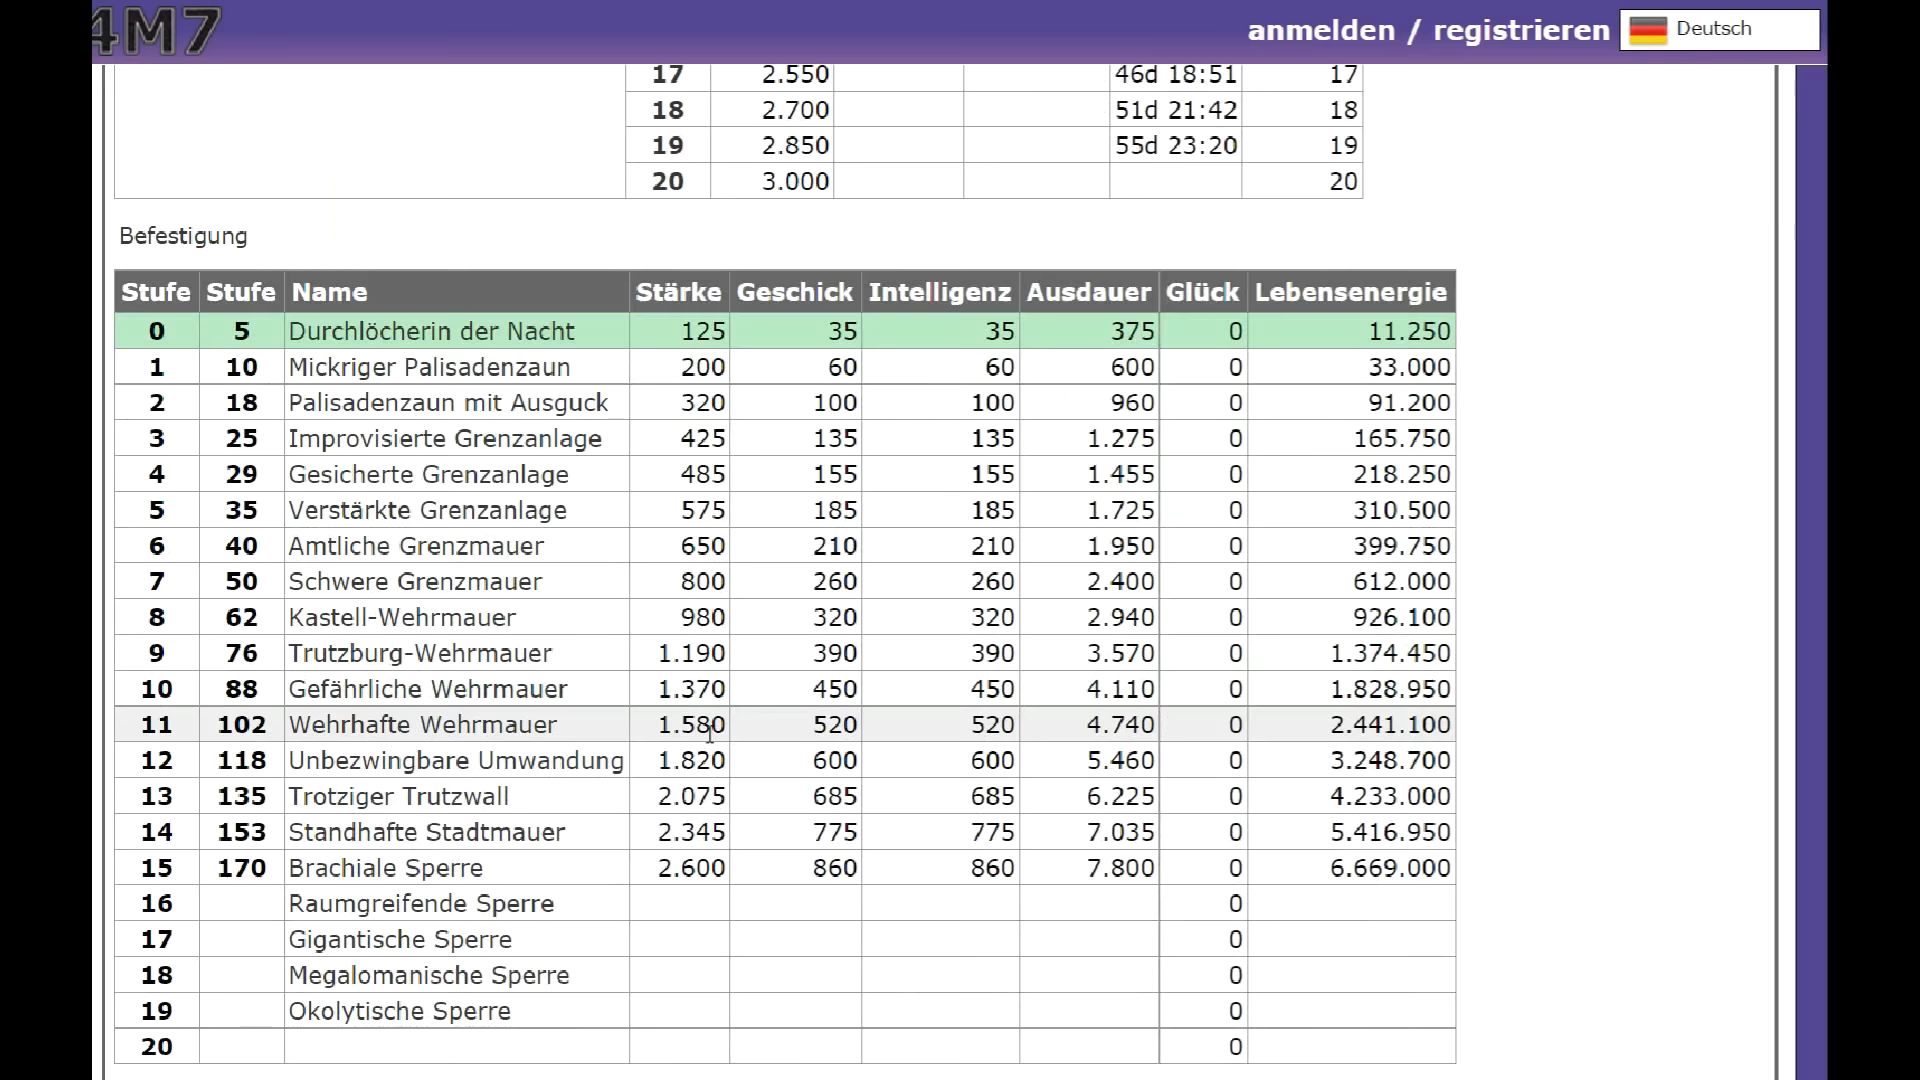 4M7
anmelden / registrieren Deutsch
17 2.550 46d 18:51 17
18 2.700 51d 21:42 18
19 2.850 55d 23:20 19
20 3.000 20
Befestigung
Stufe Stufe Name Stärke Geschick Intelligenz Ausdauer Glück Lebensenergie
0 5 Durchlöcherin der Nacht 125 35 35 375 0 11.250
1 10 Mickriger Palisadenzaun 200 60 60 600 0 33.000
2 18 Palisadenzaun mit Ausguck 320 100 100 960 0 91.200
3 25 Improvisierte Grenzanlage 425 135 135 1.275 0 165.750
4 29 Gesicherte Grenzanlage 485 155 155 1.455 0 218.250
5 35 Verstärkte Grenzanlage 575 185 185 1.725 0 310.500
6 40 Amtliche Grenzmauer 650 210 210 1.950 0 399.750
7 50 Schwere Grenzmauer 800 260 260 2.400 0 612.000
8 62 Kastell-Wehrmauer 980 320 320 2.940 0 926.100
9 76 Trutzburg-Wehrmauer 1.190 390 390 3.570 0 1.374.450
10 88 Gefährliche Wehrmauer 1.370 450 450 4.110 0 1.828.950
11 102 Wehrhafte Wehrmauer 1.580 520 520 4.740 0 2.441.100
12 118 Unbezwingbare Umwandung 1.820 600 600 5.460 0 3.248.700
13 135 Trotziger Trutzwall 2.075 685 685 6.225 0 4.233.000
14 153 Standhafte Stadtmauer 2.345 775 775 7.035 0 5.416.950
15 170 Brachiale Sperre 2.600 860 860 7.800 0 6.669.000
16 Raumgreifende Sperre 0
17 Gigantische Sperre 0
18 Megalomanische Sperre 0
19 Okolytische Sperre 0
20 0